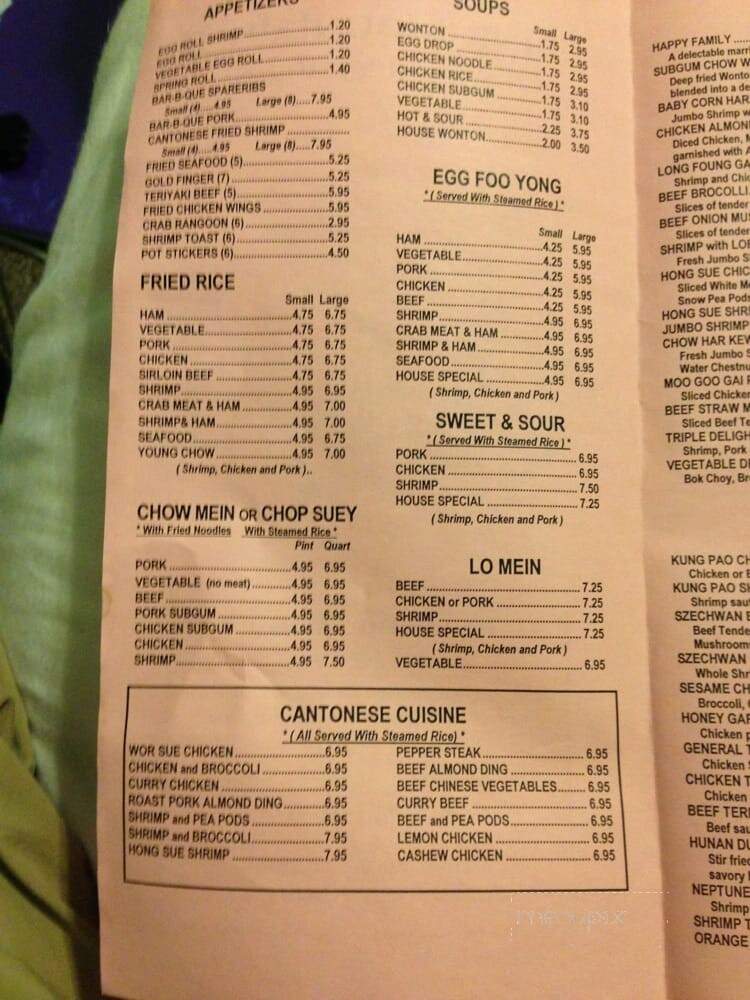 APPETIZERS
EGG ROLL SHRIMP 1.20
EGG ROLL 1.20
VEGETABLE EGG ROLL 1.20
SPRING ROLL 1.40
BAR-B-QUE SPARERIBS
Small (4) 4.95 Large (8) 7.95
BAR-B-QUE PORK 4.95
CANTONESE FRIED SHRIMP
Small (4) 4.95 Large (8) 7.95
FRIED SEAFOOD (5) 5.25
GOLD FINGER (7) 5.25
TERIYAKI BEEF (5) 5.95
FRIED CHICKEN WINGS 5.95
CRAB RANGOON (6) 2.95
SHRIMP TOAST (6) 5.25
POT STICKERS (6) 4.50
FRIED RICE
Small Large
HAM 4.75 6.75
VEGETABLE 4.75 6.75
PORK 4.75 6.75
CHICKEN 4.75 6.75
SIRLOIN BEEF 4.75 6.75
SHRIMP 4.95 6.95
CRAB MEAT & HAM 4.95 7.00
SHRIMP& HAM 4.95 7.00
SEAFOOD 4.95 6.75
YOUNG CHOW 4.95 7.00
( Shrimp, Chicken and Pork )..
CHOW MEIN OR CHOP SUEY
* With Fried Noodles With Steamed Rice *
Pint Quart
PORK 4.95 6.95
VEGETABLE (no meat) 4.95 6.95
BEEF 4.95 6.95
PORK SUBGUM 4.95 6.95
CHICKEN SUBGUM 4.95 6.95
CHICKEN 4.95 6.95
SHRIMP 4.95 7.50
SOUPS
Small Large
WONTON 1.75 2.95
EGG DROP 1.75 2.95
CHICKEN NOODLE 1.75 2.95
CHICKEN RICE 1.75 2.95
CHICKEN SUBGUM 1.75 3.10
VEGETABLE 1.75 3.10
HOT & SOUR 2.25 3.75
HOUSE WONTON 2.00 3.50
EGG FOO YONG
* ( Served With Steamed Rice ) *
Small Large
HAM 4.25 5.95
VEGETABLE 4.25 5.95
PORK 4.25 5.95
CHICKEN 4.25 5.95
BEEF 4.25 5.95
SHRIMP 4.95 6.95
CRAB MEAT & HAM 4.95 6.95
SHRIMP & HAM 4.95 6.95
SEAFOOD 4.95 6.95
HOUSE SPECIAL 4.95 6.95
( Shrimp, Chicken and Pork )
SWEET & SOUR
* ( Served With Steamed Rice ) *
PORK 6.95
CHICKEN 6.95
SHRIMP 7.50
HOUSE SPECIAL 7.25
( Shrimp, Chicken and Pork )
LO MEIN
BEEF 7.25
CHICKEN or PORK 7.25
SHRIMP 7.25
HOUSE SPECIAL 7.25
( Shrimp, Chicken and Pork )
VEGETABLE 6.95
CANTONESE CUISINE
* ( All Served With Steamed Rice) *
WOR SUE CHICKEN 6.95
CHICKEN and BROCCOLI 6.95
CURRY CHICKEN 6.95
ROAST PORK ALMOND DING 6.95
SHRIMP and PEA PODS 6.95
SHRIMP and BROCCOLI 7.95
HONG SUE SHRIMP 7.95
PEPPER STEAK 6.95
BEEF ALMOND DING 6.95
BEEF CHINESE VEGETABLES 6.95
CURRY BEEF 6.95
BEEF and PEA PODS 6.95
LEMON CHICKEN 6.95
CASHEW CHICKEN 6.95
HAPPY FAMILY
A delectable
SUBGUM CHOW
Deep fried
blended into a
BABY CORN
Jumbo Shrimp
CHICKEN
Diced Chicken,
garnished with
LONG FOUNG
Shrimp and
BEEF
Slices of tender
BEEF ONION
Slices of tender
SHRIMP with
Fresh Jumbo
HONG SUE
Sliced White
Snow Pea
HONG SUE
JUMBO SHRIMP
CHOW HAR
Fresh Jumbo
Water
MOO GOO GAI
Sliced Chicken
BEEF STRAW
Sliced Beef
TRIPLE
Shrimp, Pork
VEGETABLE
Bok Choy,
KUNG PAO
Chicken or
KUNG PAO
Shrimp
SZECHWAN
Beef
SZECHWAN
Whole
SESAME
Broccoli,
HONEY
Chicken
GENERAL
Chicken
CHICKEN
Chicken
BEEF
Beef
HUNAN
Stir
savory
NEPTUNE
Shrimp
SHRIMP
ORANGE
menupix